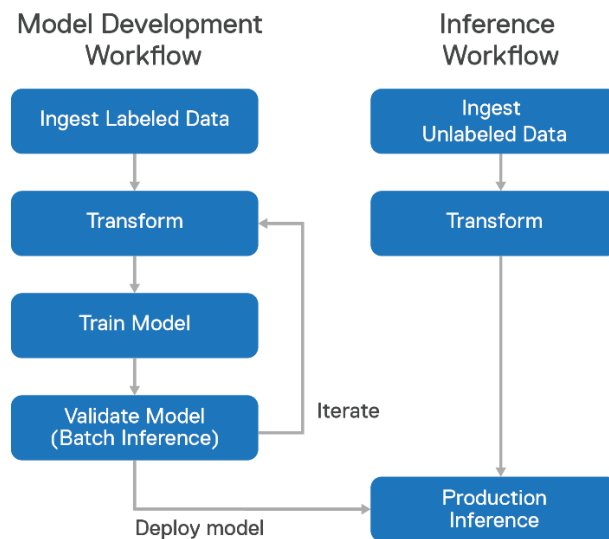 Model Development
Workflow
Ingest Labeled Data
Transform
Train Model
Validate Model
(Batch Inference)
Iterate
Deploy model
Inference
Workflow
Ingest
Unlabeled Data
Transform
Production
Inference